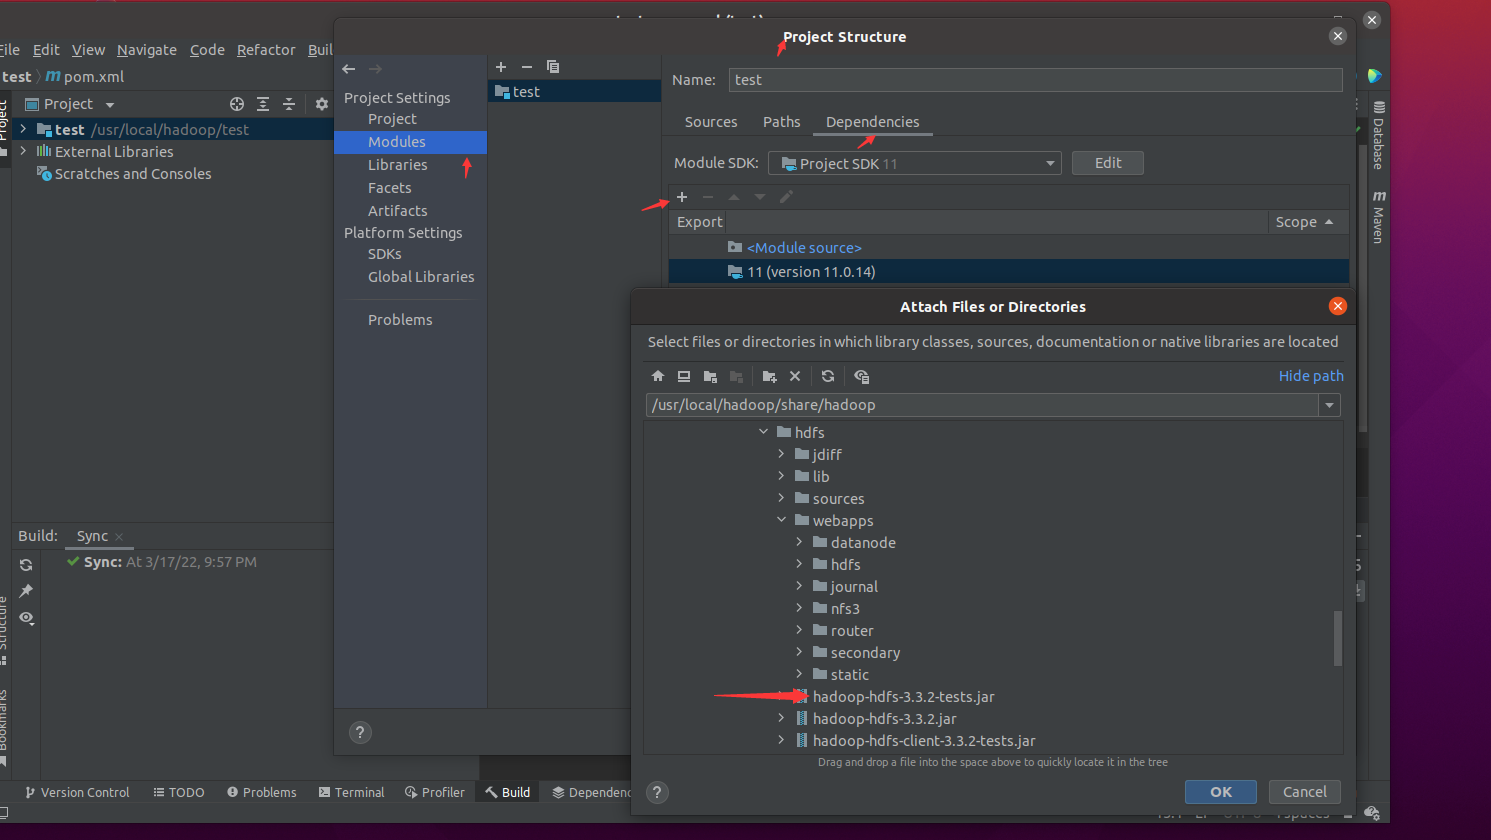 Project Structure
File Edit View Navigate Code Refactor
test pom.xml
Name: test
Project
test /usr/local/hadoop/test
External Libraries
Scratches and Consoles
Project Settings
Project
Modules
Libraries
Facets
Artifacts
Platform Settings
SDKs
Global Libraries
Problems
test
Sources Paths Dependencies
Module SDK: Project SDK 11 Edit
Export Scope
<Module source>
11 (version 11.0.14)
Database
Maven
Attach Files or Directories
Select files or directories in which library classes, sources, documentation or native libraries are located
Hide path
/usr/local/hadoop/share/hadoop
hdfs
jdiff
lib
sources
webapps
datanode
hdfs
journal
nfs3
router
secondary
static
hadoop-hdfs-3.3.2-tests.jar
hadoop-hdfs-3.3.2.jar
hadoop-hdfs-client-3.3.2-tests.jar
Drag and drop a file into the space above to quickly locate it in the tree
? OK Cancel
Project
Build: Sync
Sync: At 3/17/22, 9:57 PM
Structure
Bookmarks
?
Version Control TODO Problems Terminal Profiler Build